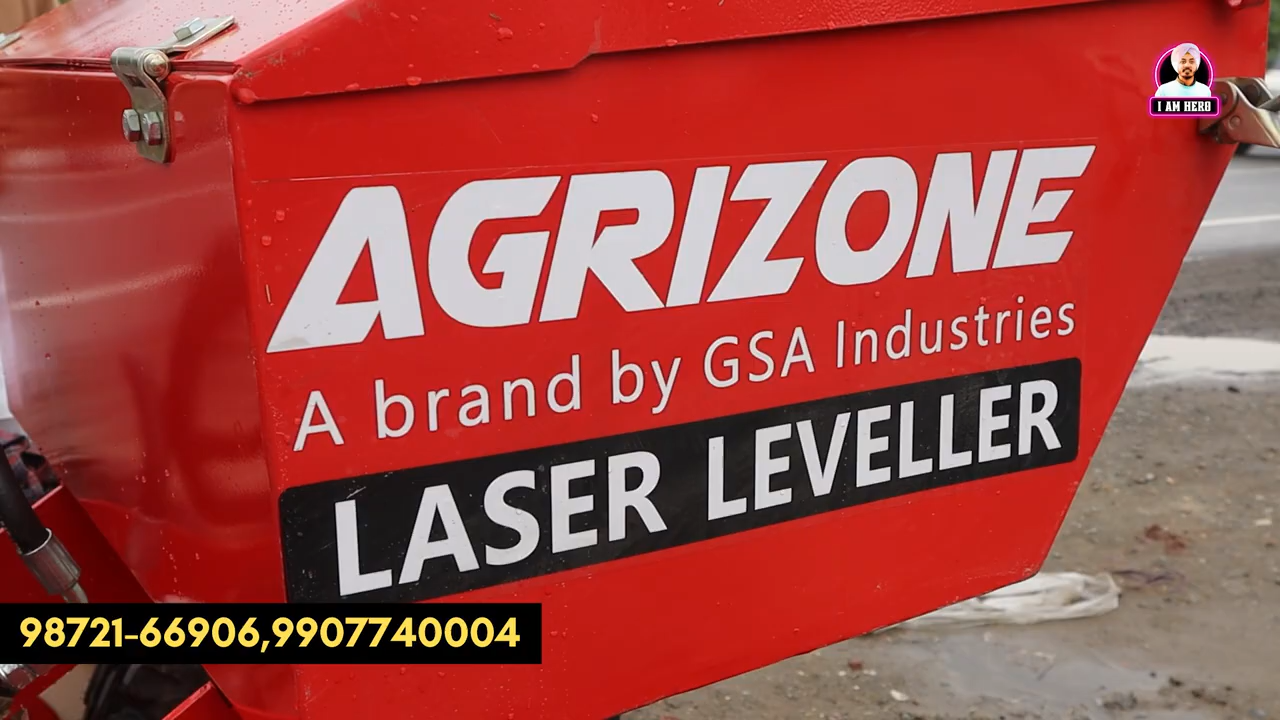 I AM HERO
AGRIZONE
A brand by GSA Industries
LASER LEVELLER
98721-66906,9907740004